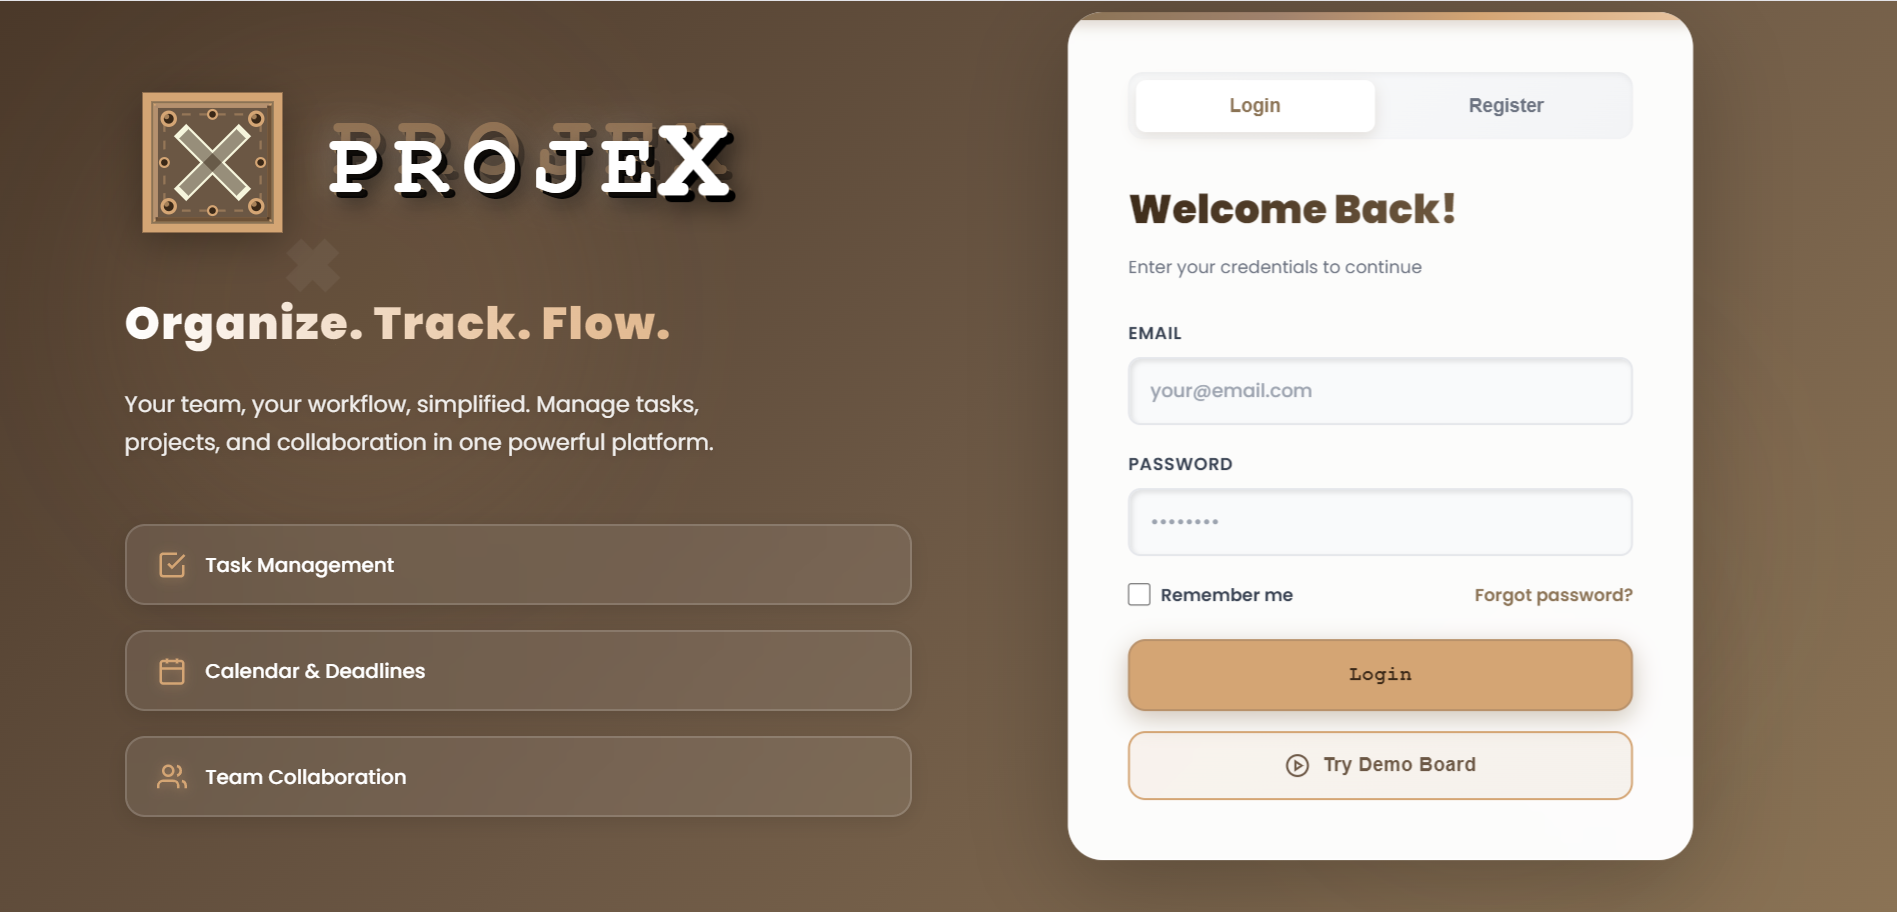 PROJEX
Organize. Track. Flow.
Your team, your workflow, simplified. Manage tasks,
projects, and collaboration in one powerful platform.
Task Management
Calendar & Deadlines
Team Collaboration
Login
Register
Welcome Back!
Enter your credentials to continue
EMAIL
your@email.com
PASSWORD
••••••••
Remember me
Forgot password?
Login
Try Demo Board